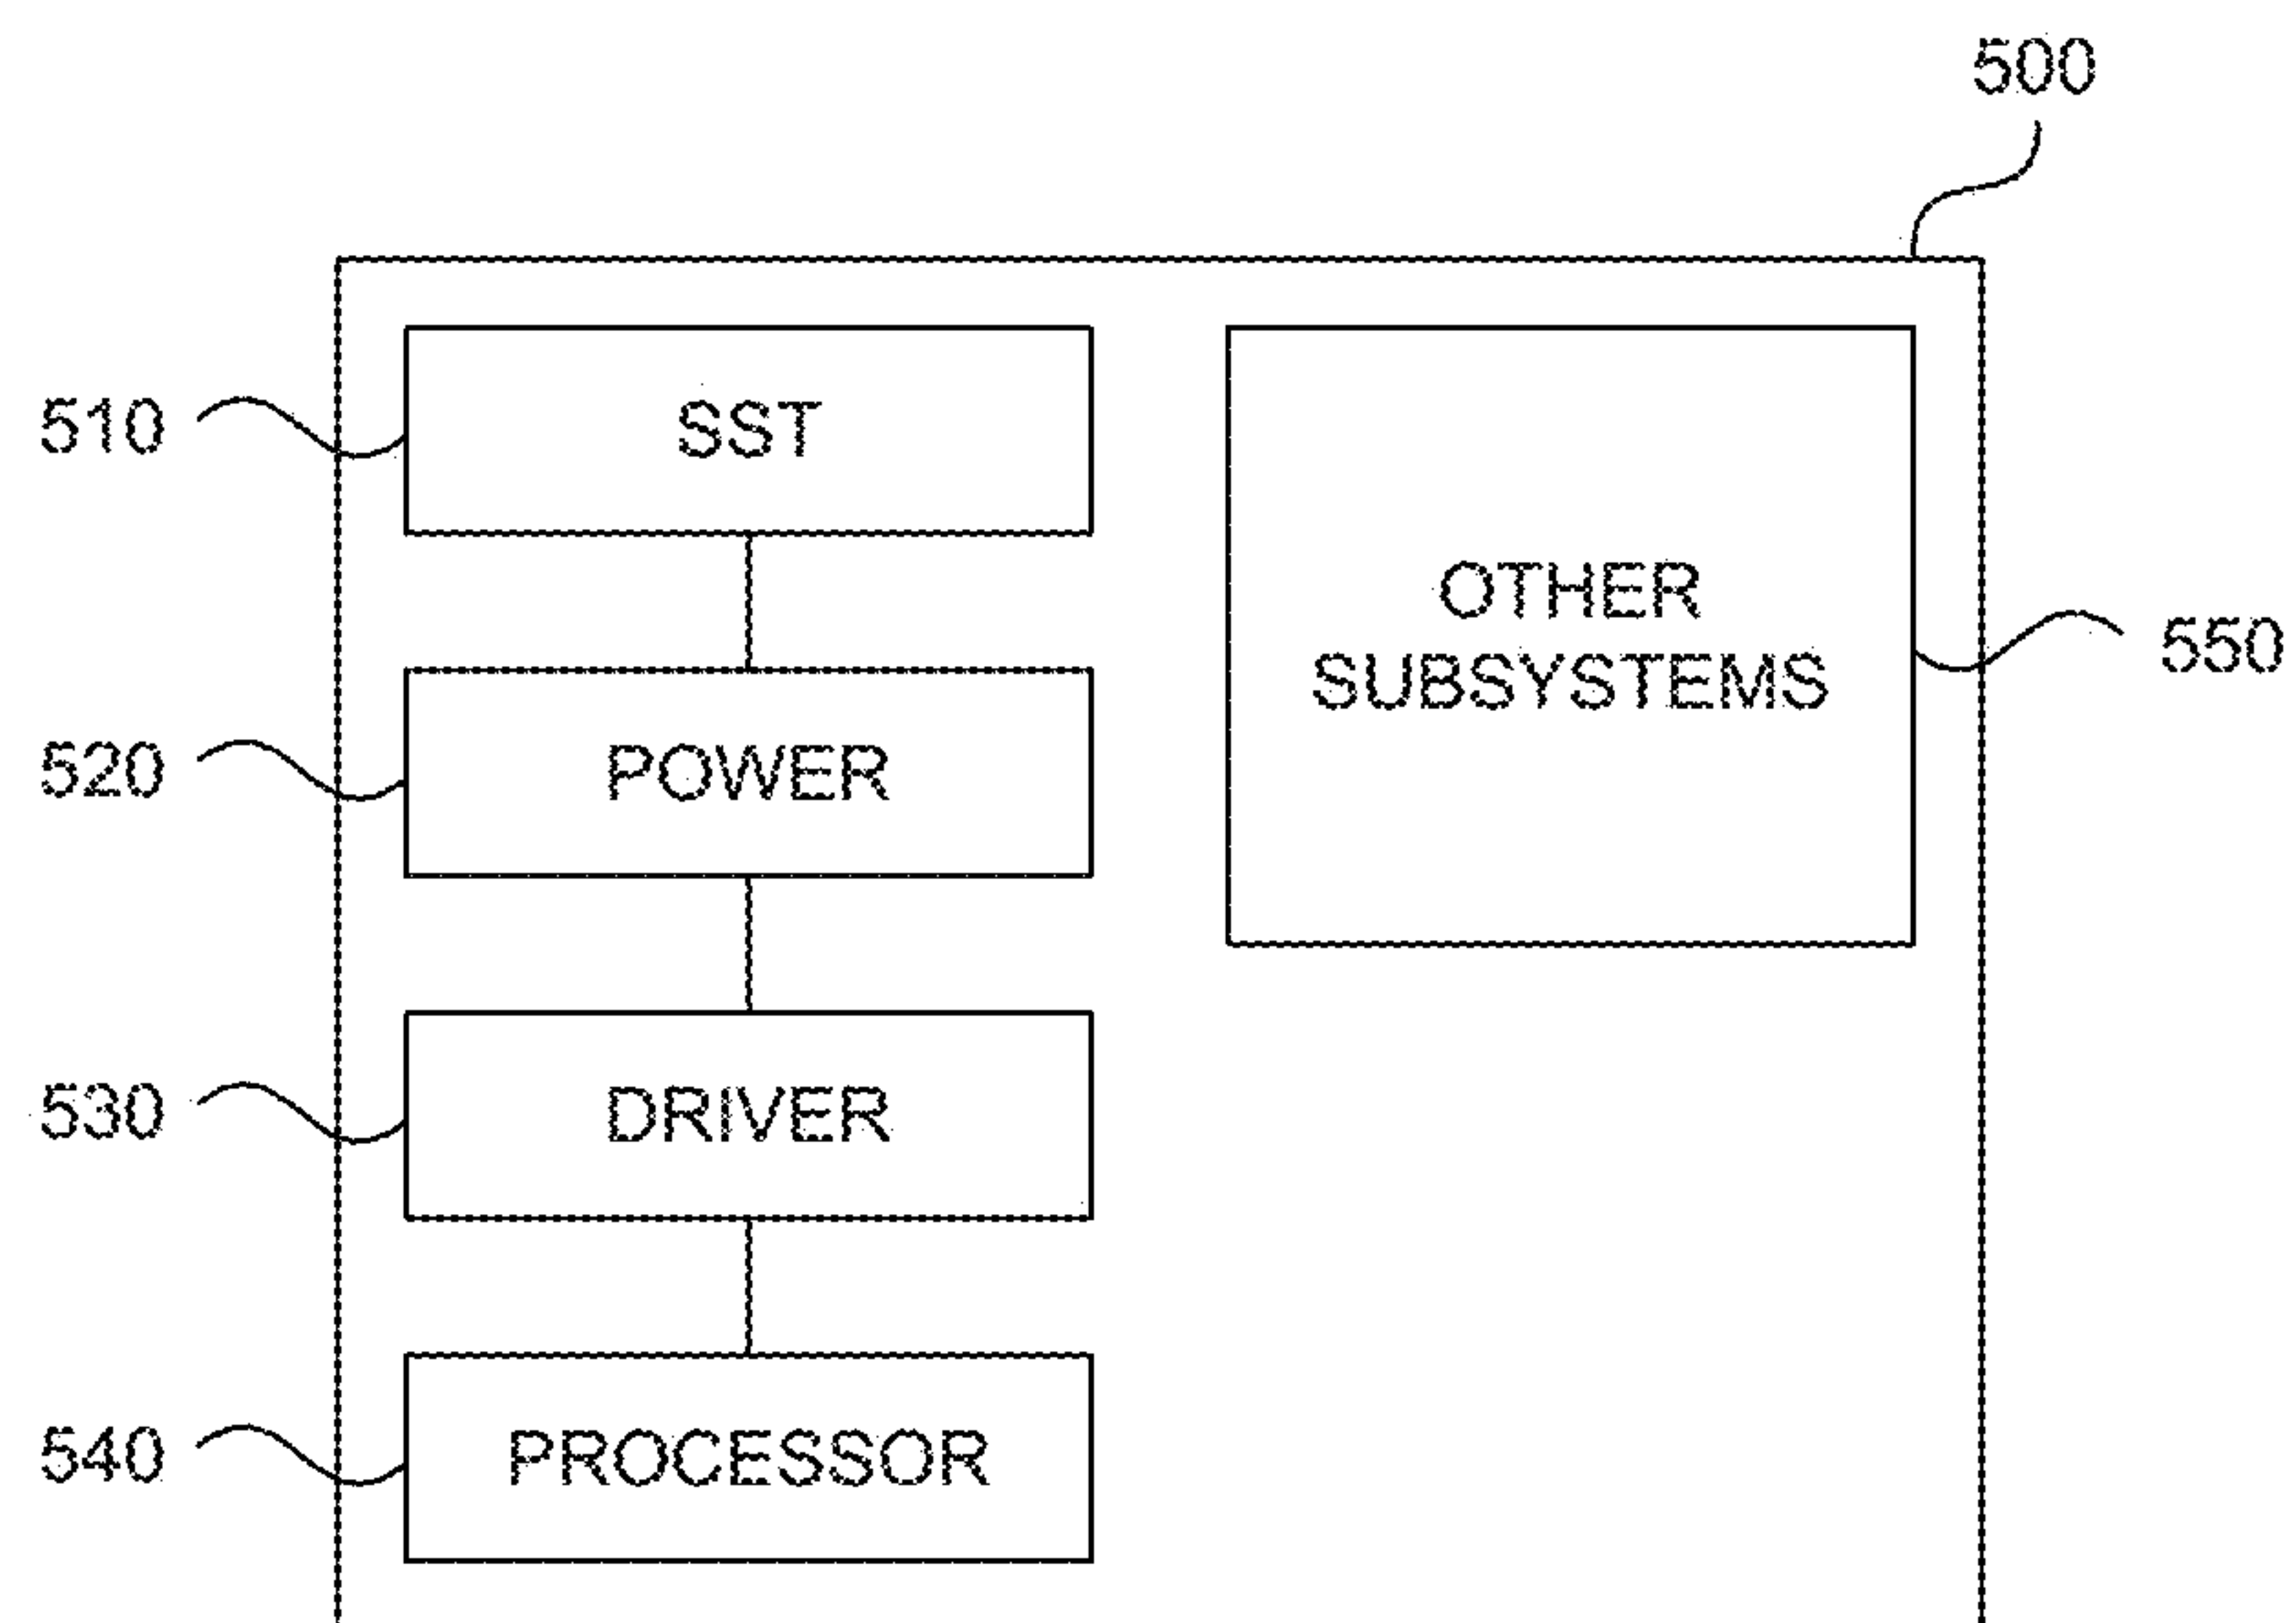 500
510
SST
OTHER
SUBSYSTEMS
550
520
POWER
530
DRIVER
540
PROCESSOR